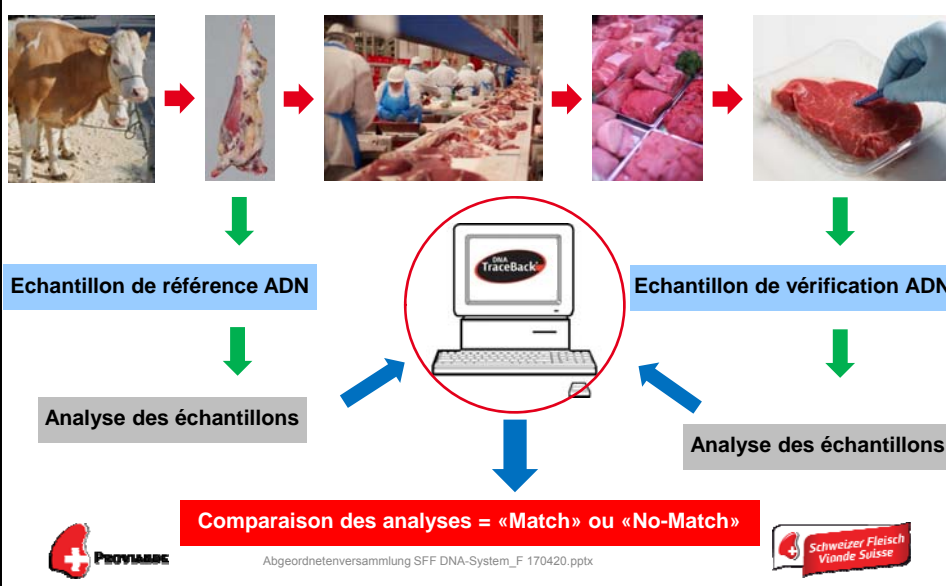 DNA
TraceBack
Echantillon de référence ADN
Echantillon de vérification ADN
Analyse des échantillons
Analyse des échantillons
Comparaison des analyses = «Match» ou «No-Match»
PROVIANDE
Abgeordnetenversammlung SFF DNA-System_F 170420.pptx
Schweizer Fleisch
Viande Suisse